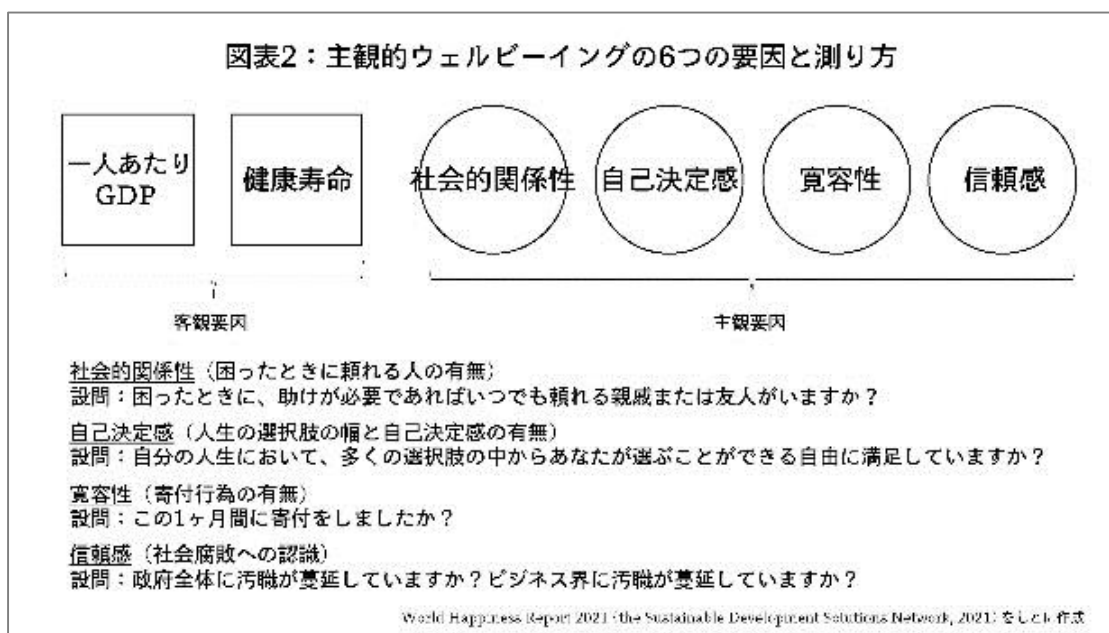 図表2：主観的ウェルビーイングの6つの要因と測り方
一人あたり
GDP
健康寿命
社会的関係性
自己決定感
寛容性
信頼感
客観要因
主観要因
社会的関係性（困ったときに頼れる人の有無）
設問：困ったときに、助けが必要であればいつでも頼れる親戚または友人がいますか？
自己決定感（人生の選択肢の幅と自己決定感の有無）
設問：自分の人生において、多くの選択肢の中からあなたが選ぶことができる自由に満足していますか？
寛容性（寄付行為の有無）
設問：この1ヶ月間に寄付をしましたか？
信頼感（社会腐敗への認識）
設問：政府全体に汚職が蔓延していますか？ビジネス界に汚職が蔓延していますか？
World Happiness Report 2021 (the Sustainable Development Solutions Network, 2021) をもとに作成